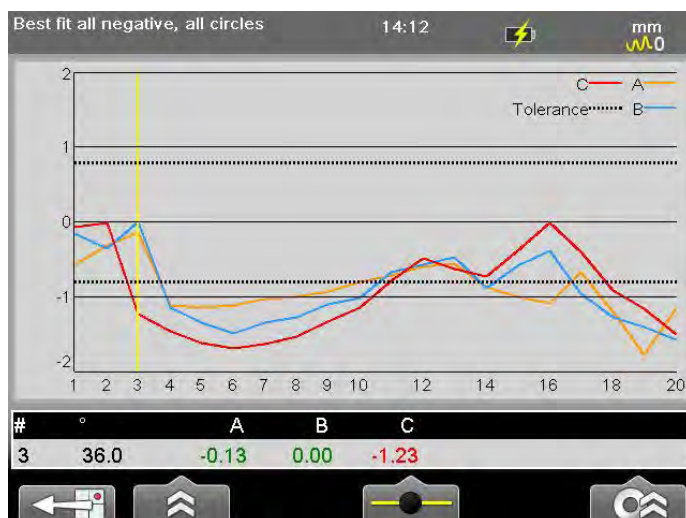 Best fit all negative, all circles 14:12 mm
0
2
C A
Tolerance B
1
0
-1
-2
1 2 3 4 5 6 7 8 9 10 12 14 16 18 20
# ° A B C
3 36.0 -0.13 0.00 -1.23